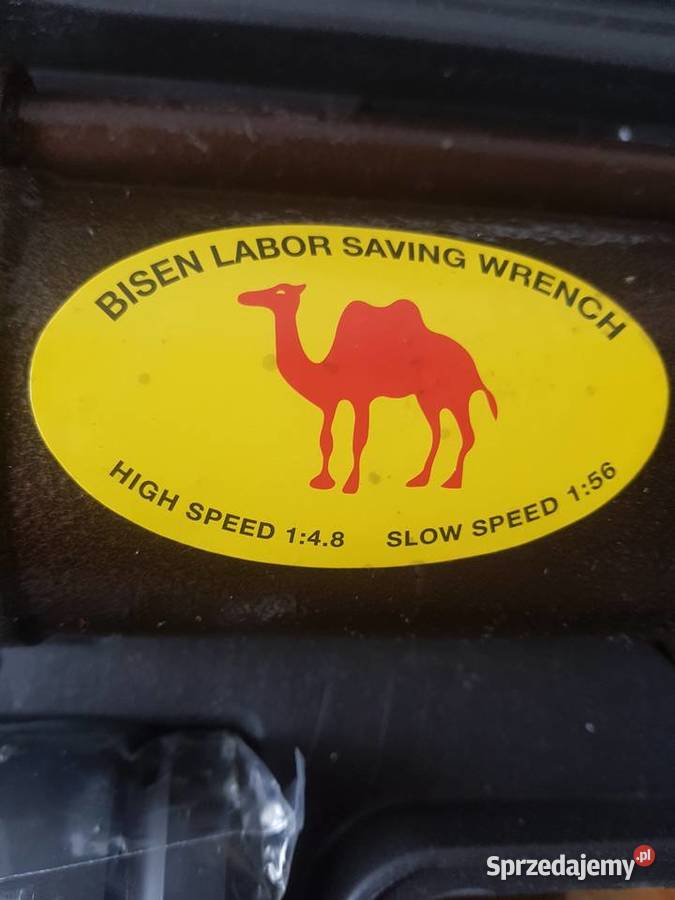 BISEN LABOR SAVING WRENCH
HIGH SPEED 1:4.8 SLOW SPEED 1:56
Sprzedajemy.pl